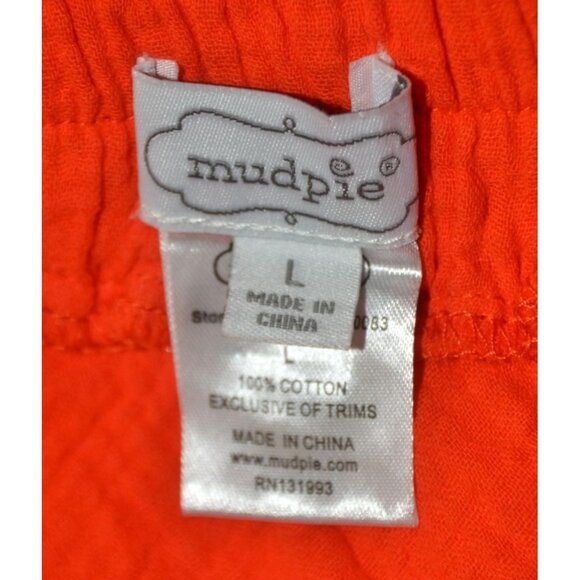 mudpie
L
MADE IN
CHINA
L
100% COTTON
EXCLUSIVE OF TRIMS
MADE IN CHINA
www.mudpie.com
RN131993